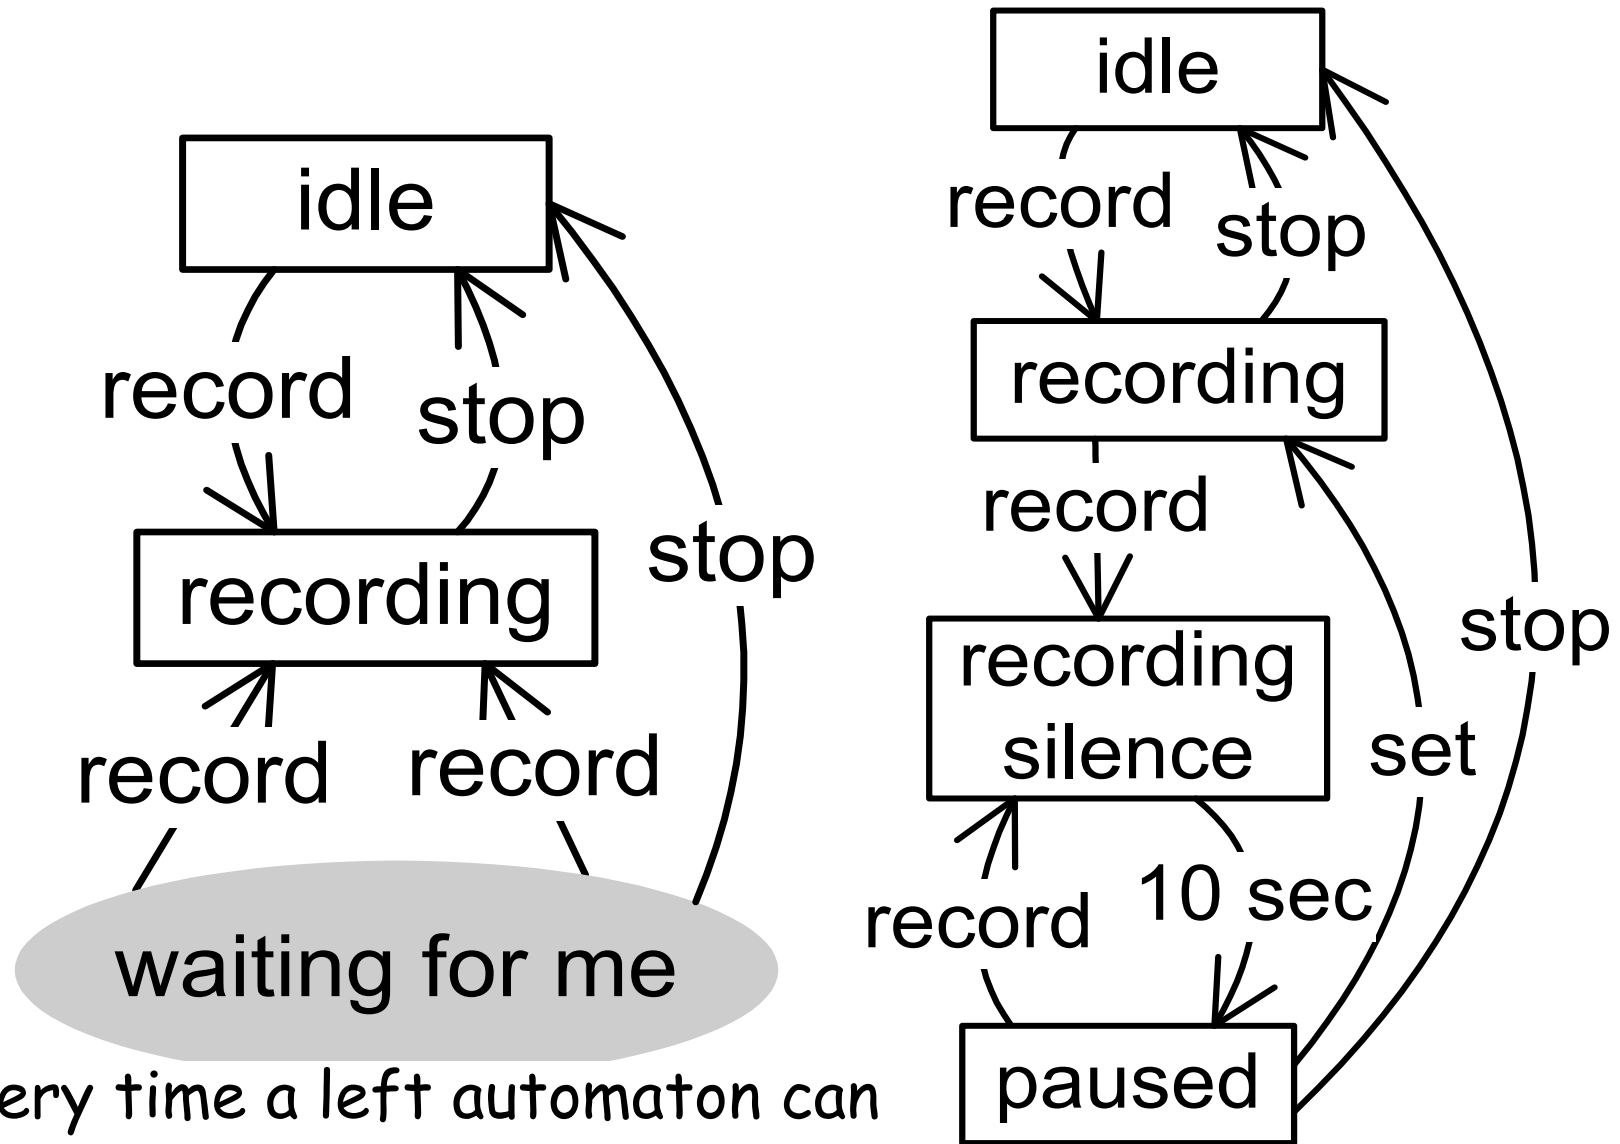 idle
record
stop
stop
recording
record
record
waiting for me
time a left automaton can
idle
record
stop
recording
record
stop
recording
silence
set
record
10 sec
paused